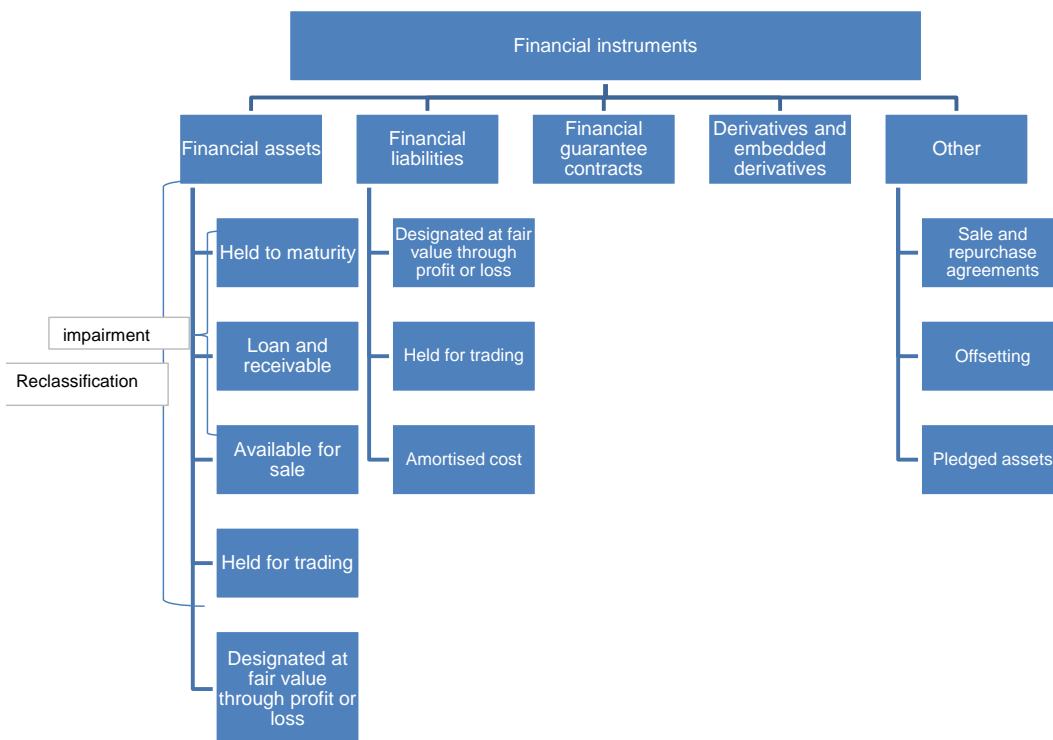 Financial instruments
Financial assets
Financial
liabilities
Financial
guarantee
contracts
Derivatives and
embedded
derivatives
Other
Held to maturity
Designated at fair
value through
profit or loss
Sale and
repurchase
agreements
impairment
Loan and
receivable
Held for trading
Offsetting
Reclassification
Available for
sale
Amortised cost
Pledged assets
Held for trading
Designated at
fair value
through profit or
loss